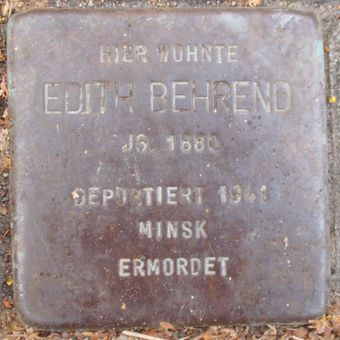 HIER WOHNTE
EDITH BEHREND
JG. 1880
DEPORTIERT 1941
MINSK
ERMORDET